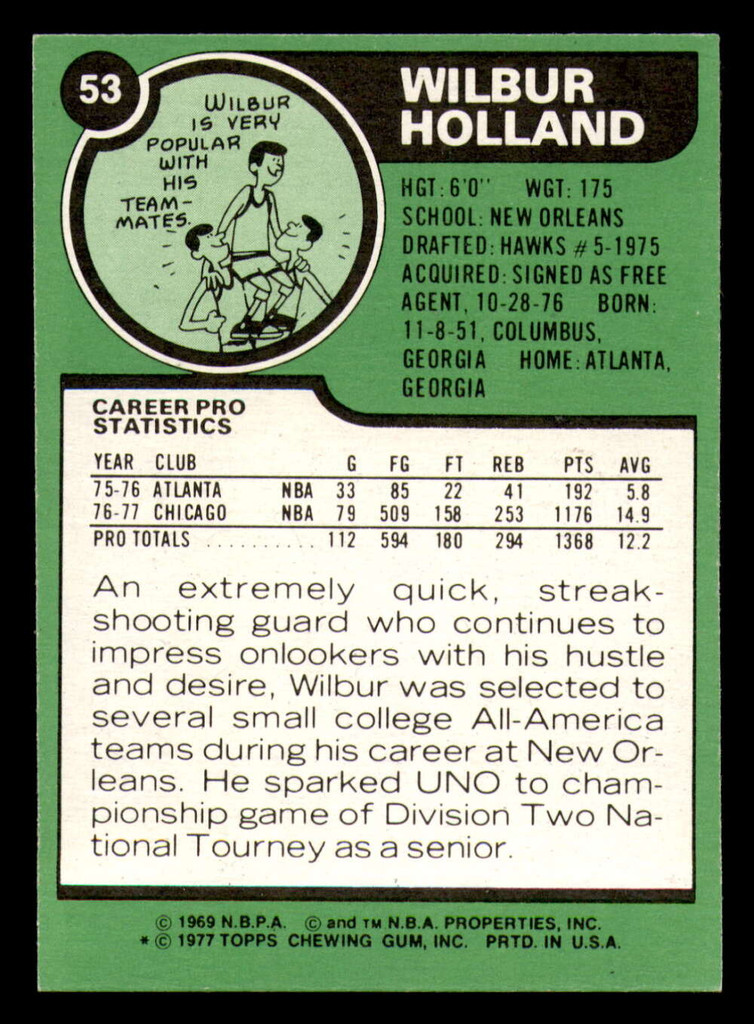 53
WILBUR
IS VERY
POPULAR
WITH
HIS
TEAM-
MATES.
WILBUR
HOLLAND
HGT: 6'0" WGT: 175
SCHOOL: NEW ORLEANS
DRAFTED: HAWKS #5-1975
ACQUIRED: SIGNED AS FREE
AGENT, 10-28-76 BORN:
11-8-51, COLUMBUS,
GEORGIA HOME: ATLANTA,
GEORGIA
CAREER PRO
STATISTICS
YEAR CLUB G FG FT REB PTS AVG
75-76 ATLANTA NBA 33 85 22 41 192 5.8
76-77 CHICAGO NBA 79 509 158 253 1176 14.9
PRO TOTALS .......... 112 594 180 294 1368 12.2
An extremely quick, streak-
shooting guard who continues to
impress onlookers with his hustle
and desire, Wilbur was selected to
several small college All-America
teams during his career at New Or-
leans. He sparked UNO to cham-
pionship game of Division Two Na-
tional Tourney as a senior.
© 1969 N.B.P.A. © and TM N.B.A. PROPERTIES, INC.
* © 1977 TOPPS CHEWING GUM, INC. PRTD. IN U.S.A.